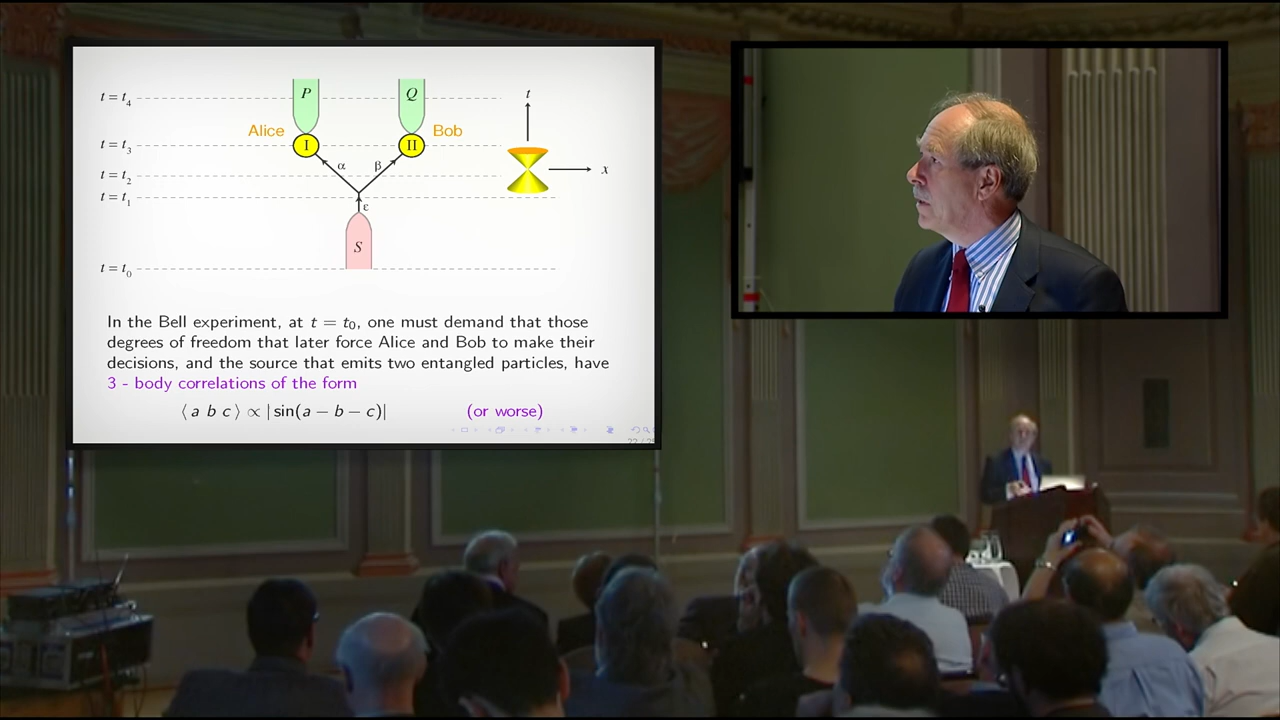 P Q t
t = t₄
Alice I II Bob
t = t₃
α β x
t = t₂
t = t₁
ε
S
t = t₀
In the Bell experiment, at t = t₀, one must demand that those
degrees of freedom that later force Alice and Bob to make their
decisions, and the source that emits two entangled particles, have
3 - body correlations of the form
⟨ a b c ⟩ ∝ | sin(a − b − c)| (or worse)